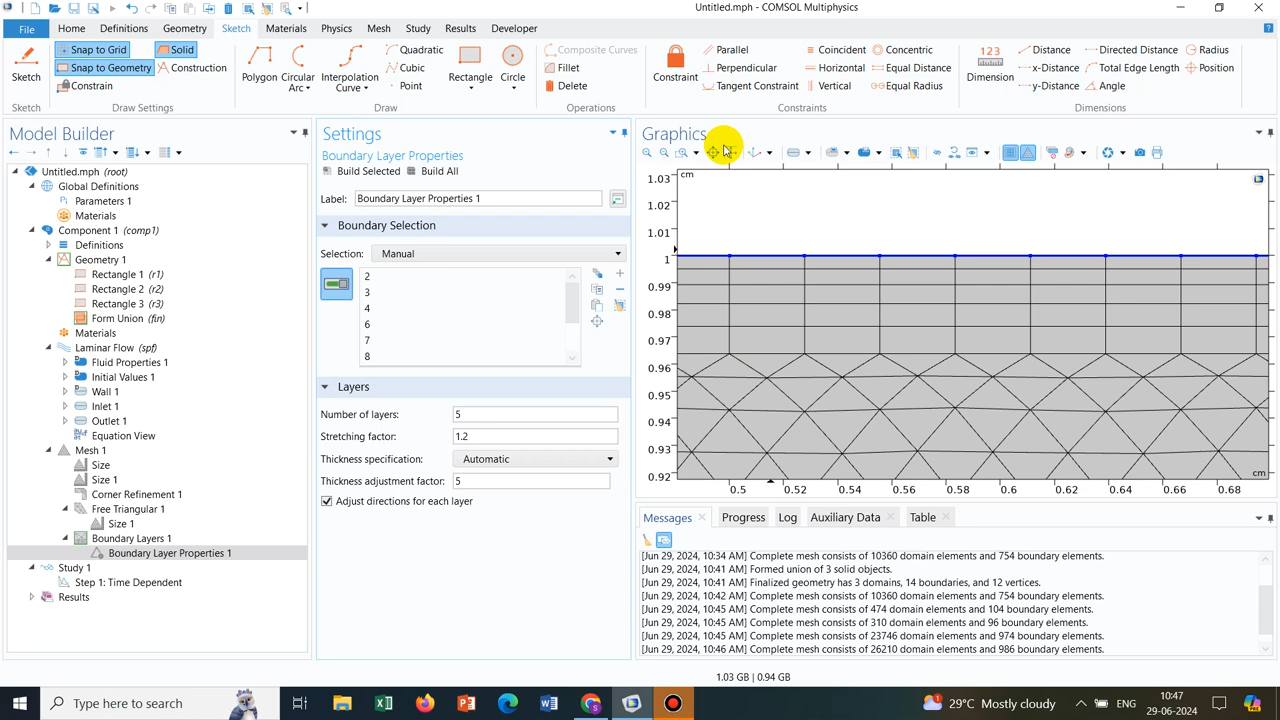 Untitled.mph - COMSOL Multiphysics
File Home Definitions Geometry Sketch Materials Physics Mesh Study Results Developer
Snap to Grid Solid
Snap to Geometry Construction
Constrain
Sketch
Polygon Circular Arc Interpolation Curve
Quadratic
Cubic
Point
Rectangle Circle
Composite Curves
Fillet
Delete
Constraint
Parallel Coincident Concentric
Perpendicular Horizontal Equal Distance
Tangent Constraint Vertical Equal Radius
123
Dimension
Distance Directed Distance Radius
x-Distance Total Edge Length Position
y-Distance Angle
Sketch Draw Settings Draw Operations Constraints Dimensions
Model Builder
Untitled.mph (root)
Global Definitions
Parameters 1
Materials
Component 1 (comp1)
Definitions
Geometry 1
Rectangle 1 (r1)
Rectangle 2 (r2)
Rectangle 3 (r3)
Form Union (fin)
Materials
Laminar Flow (spf)
Fluid Properties 1
Initial Values 1
Wall 1
Inlet 1
Outlet 1
Equation View
Mesh 1
Size
Size 1
Corner Refinement 1
Free Triangular 1
Size 1
Boundary Layers 1
Boundary Layer Properties 1
Study 1
Step 1: Time Dependent
Results
Settings
Boundary Layer Properties
Build Selected Build All
Label: Boundary Layer Properties 1
Boundary Selection
Selection: Manual
2
3
4
6
7
8
Layers
Number of layers: 5
Stretching factor: 1.2
Thickness specification: Automatic
Thickness adjustment factor: 5
Adjust directions for each layer
Graphics
cm
1.03
1.02
1.01
1
0.99
0.98
0.97
0.96
0.95
0.94
0.93
0.92
cm
0.5 0.52 0.54 0.56 0.58 0.6 0.62 0.64 0.66 0.68
Messages Progress Log Auxiliary Data Table
[Jun 29, 2024, 10:34 AM] Complete mesh consists of 10360 domain elements and 754 boundary elements.
[Jun 29, 2024, 10:41 AM] Formed union of 3 solid objects.
[Jun 29, 2024, 10:41 AM] Finalized geometry has 3 domains, 14 boundaries, and 12 vertices.
[Jun 29, 2024, 10:42 AM] Complete mesh consists of 10360 domain elements and 754 boundary elements.
[Jun 29, 2024, 10:45 AM] Complete mesh consists of 474 domain elements and 104 boundary elements.
[Jun 29, 2024, 10:45 AM] Complete mesh consists of 310 domain elements and 96 boundary elements.
[Jun 29, 2024, 10:45 AM] Complete mesh consists of 23746 domain elements and 974 boundary elements.
[Jun 29, 2024, 10:46 AM] Complete mesh consists of 26210 domain elements and 986 boundary elements.
1.03 GB | 0.94 GB
Type here to search
29°C Mostly cloudy
ENG
10:47
29-06-2024